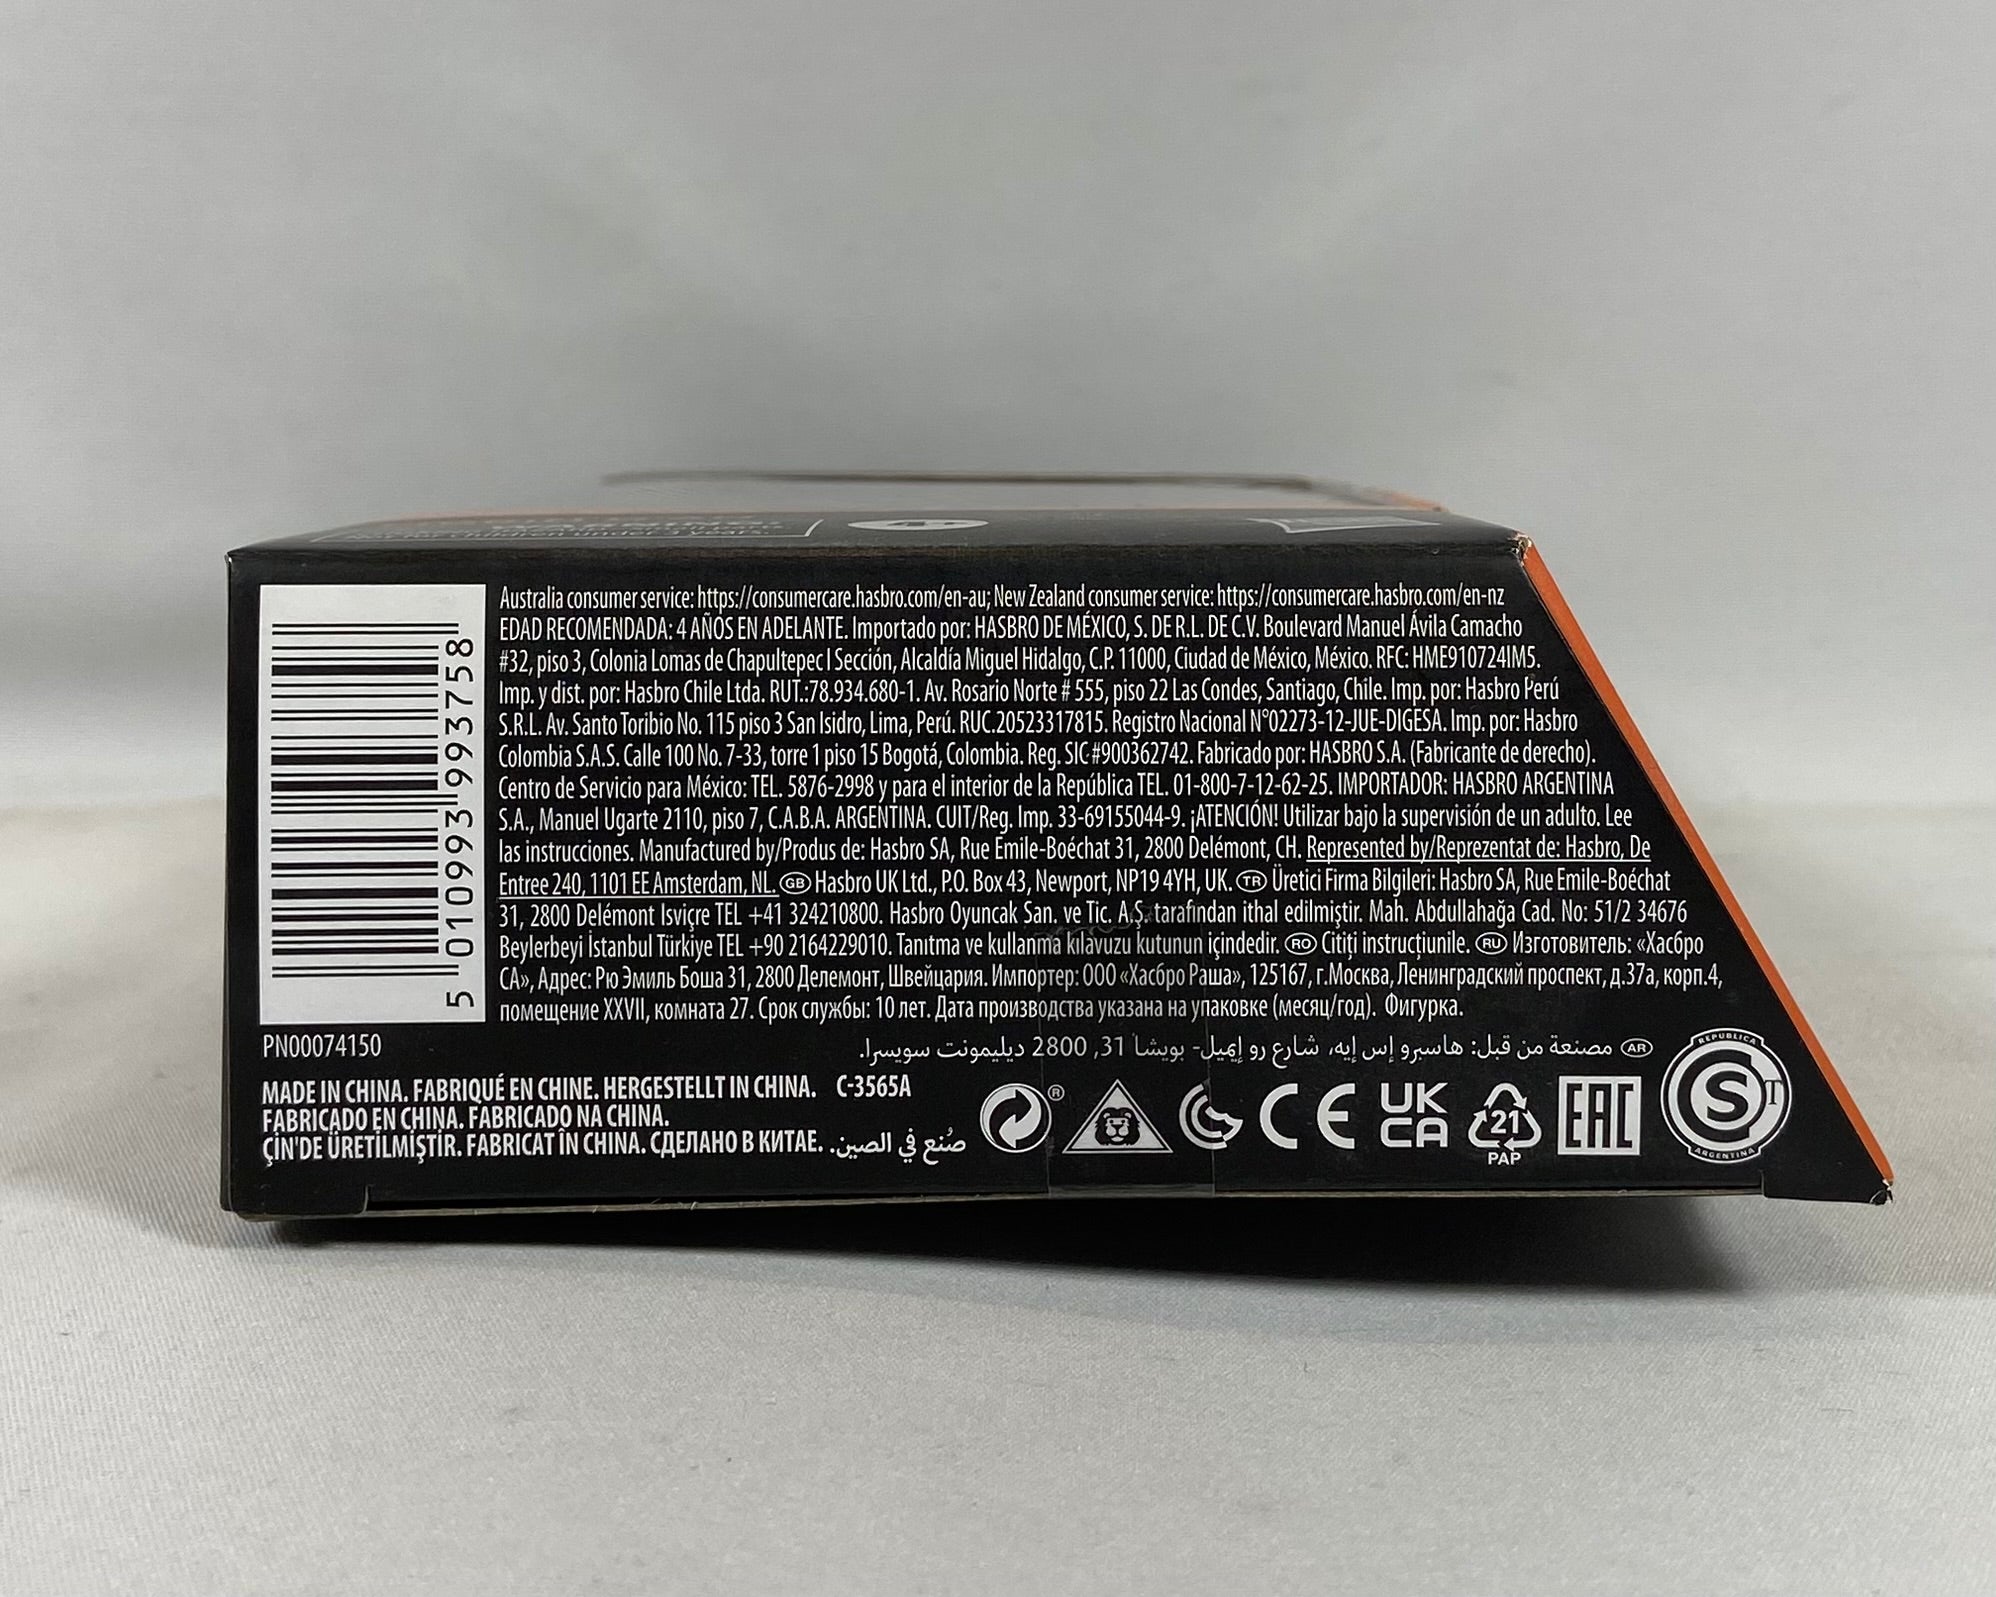 Not for children under 3 years.
4+
Australia consumer service: https://consumercare.hasbro.com/en-au; New Zealand consumer service: https://consumercare.hasbro.com/en-nz
EDAD RECOMENDADA: 4 AÑOS EN ADELANTE. Importado por: HASBRO DE MÉXICO, S. DE R.L. DE C.V. Boulevard Manuel Ávila Camacho
#32, piso 3, Colonia Lomas de Chapultepec I Sección, Alcaldía Miguel Hidalgo, C.P. 11000, Ciudad de México, México. RFC: HME910724IM5.
Imp. y dist. por: Hasbro Chile Ltda. RUT.:78.934.680-1. Av. Rosario Norte # 555, piso 22 Las Condes, Santiago, Chile. Imp. por: Hasbro Perú
S.R.L. Av. Santo Toribio No. 115 piso 3 San Isidro, Lima, Perú. RUC.20523317815. Registro Nacional N°02273-12-JUE-DIGESA. Imp. por: Hasbro
Colombia S.A.S. Calle 100 No. 7-33, torre 1 piso 15 Bogotá, Colombia. Reg. SIC #900362742. Fabricado por: HASBRO S.A. (Fabricante de derecho).
Centro de Servicio para México: TEL. 5876-2998 y para el interior de la República TEL. 01-800-7-12-62-25. IMPORTADOR: HASBRO ARGENTINA
S.A., Manuel Ugarte 2110, piso 7, C.A.B.A. ARGENTINA. CUIT/Reg. Imp. 33-69155044-9. ¡ATENCIÓN! Utilizar bajo la supervisión de un adulto. Lee
las instrucciones. Manufactured by/Produs de: Hasbro SA, Rue Emile-Boéchat 31, 2800 Delémont, CH. Represented by/Reprezentat de: Hasbro, De
Entree 240, 1101 EE Amsterdam, NL. GB Hasbro UK Ltd., P.O. Box 43, Newport, NP19 4YH, UK. TR Üretici Firma Bilgileri: Hasbro SA, Rue Emile-Boéchat
31, 2800 Delémont Isviçre TEL +41 324210800. Hasbro Oyuncak San. ve Tic. A.Ş. tarafından ithal edilmiştir. Mah. Abdullahağa Cad. No: 51/2 34676
Beylerbeyi İstanbul Türkiye TEL +90 2164229010. Tanıtma ve kullanma kılavuzu kutunun içindedir. RO Citiți instrucțiunile. RU Изготовитель: «Хасбро
СА», Адрес: Рю Эмиль Боша 31, 2800 Делемонт, Швейцария. Импортер: ООО «Хасбро Раша», 125167, г.Москва, Ленинградский проспект, д.37а, корп.4,
помещение XXVII, комната 27. Срок службы: 10 лет. Дата производства указана на упаковке (месяц/год). Фигурка.
AR مصنعة من قبل: هاسبرو إس إيه، شارع رو إميل- بويشا 31, 2800 ديليمونت سويسرا.
5 010993 993758
PN00074150
MADE IN CHINA. FABRIQUÉ EN CHINE. HERGESTELLT IN CHINA. C-3565A
FABRICADO EN CHINA. FABRICADO NA CHINA.
ÇİN'DE ÜRETİLMİŞTİR. FABRICAT ÎN CHINA. СДЕЛАНО В КИТАЕ. صُنع في الصين.
®
CE
UK
CA
21
PAP
EAC
REPUBLICA
S T
ARGENTINA